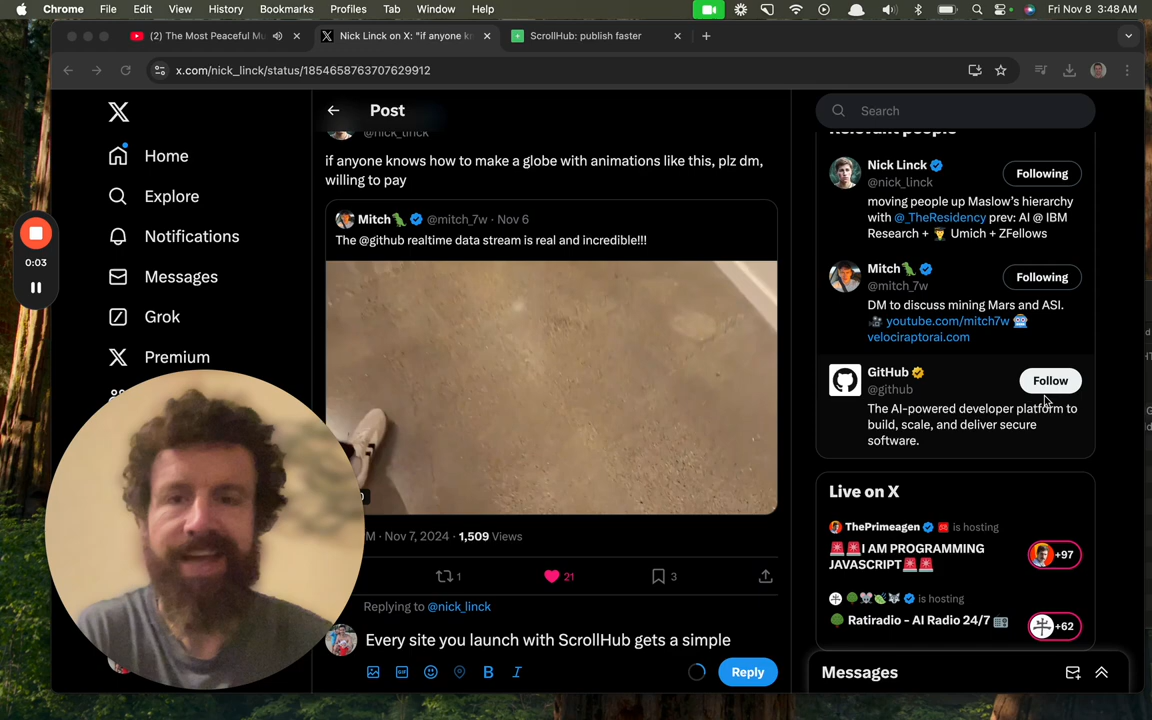 Chrome File Edit View History Bookmarks Profiles Tab Window Help
Fri Nov 8 3:48 AM
(2) The Most Peaceful Mu
Nick Linck on X: "if anyone kn
ScrollHub: publish faster
x.com/nick_linck/status/1854658763707629912
0:03
Home
Explore
Notifications
Messages
Grok
Premium
Post
@nick_linck
if anyone knows how to make a globe with animations like this, plz dm,
willing to pay
Mitch🦖 @mitch_7w · Nov 6
The @github realtime data stream is real and incredible!!!
M · Nov 7, 2024 · 1,509 Views
1
21
3
Replying to @nick_linck
Every site you launch with ScrollHub gets a simple
GIF
B
I
Reply
Search
Relevant people
Nick Linck
@nick_linck
Following
moving people up Maslow's hierarchy
with @_TheResidency prev: AI @ IBM
Research + 👨‍🎓 Umich + ZFellows
Mitch🦖
@mitch_7w
Following
DM to discuss mining Mars and ASI.
🎥 youtube.com/mitch7w 🤖
velociraptorai.com
GitHub
@github
Follow
The AI-powered developer platform to
build, scale, and deliver secure
software.
Live on X
ThePrimeagen is hosting
🚨🚨I AM PROGRAMMING
JAVASCRIPT🚨🚨
+97
is hosting
🌳 Ratiradio - AI Radio 24/7 📻
+62
Messages